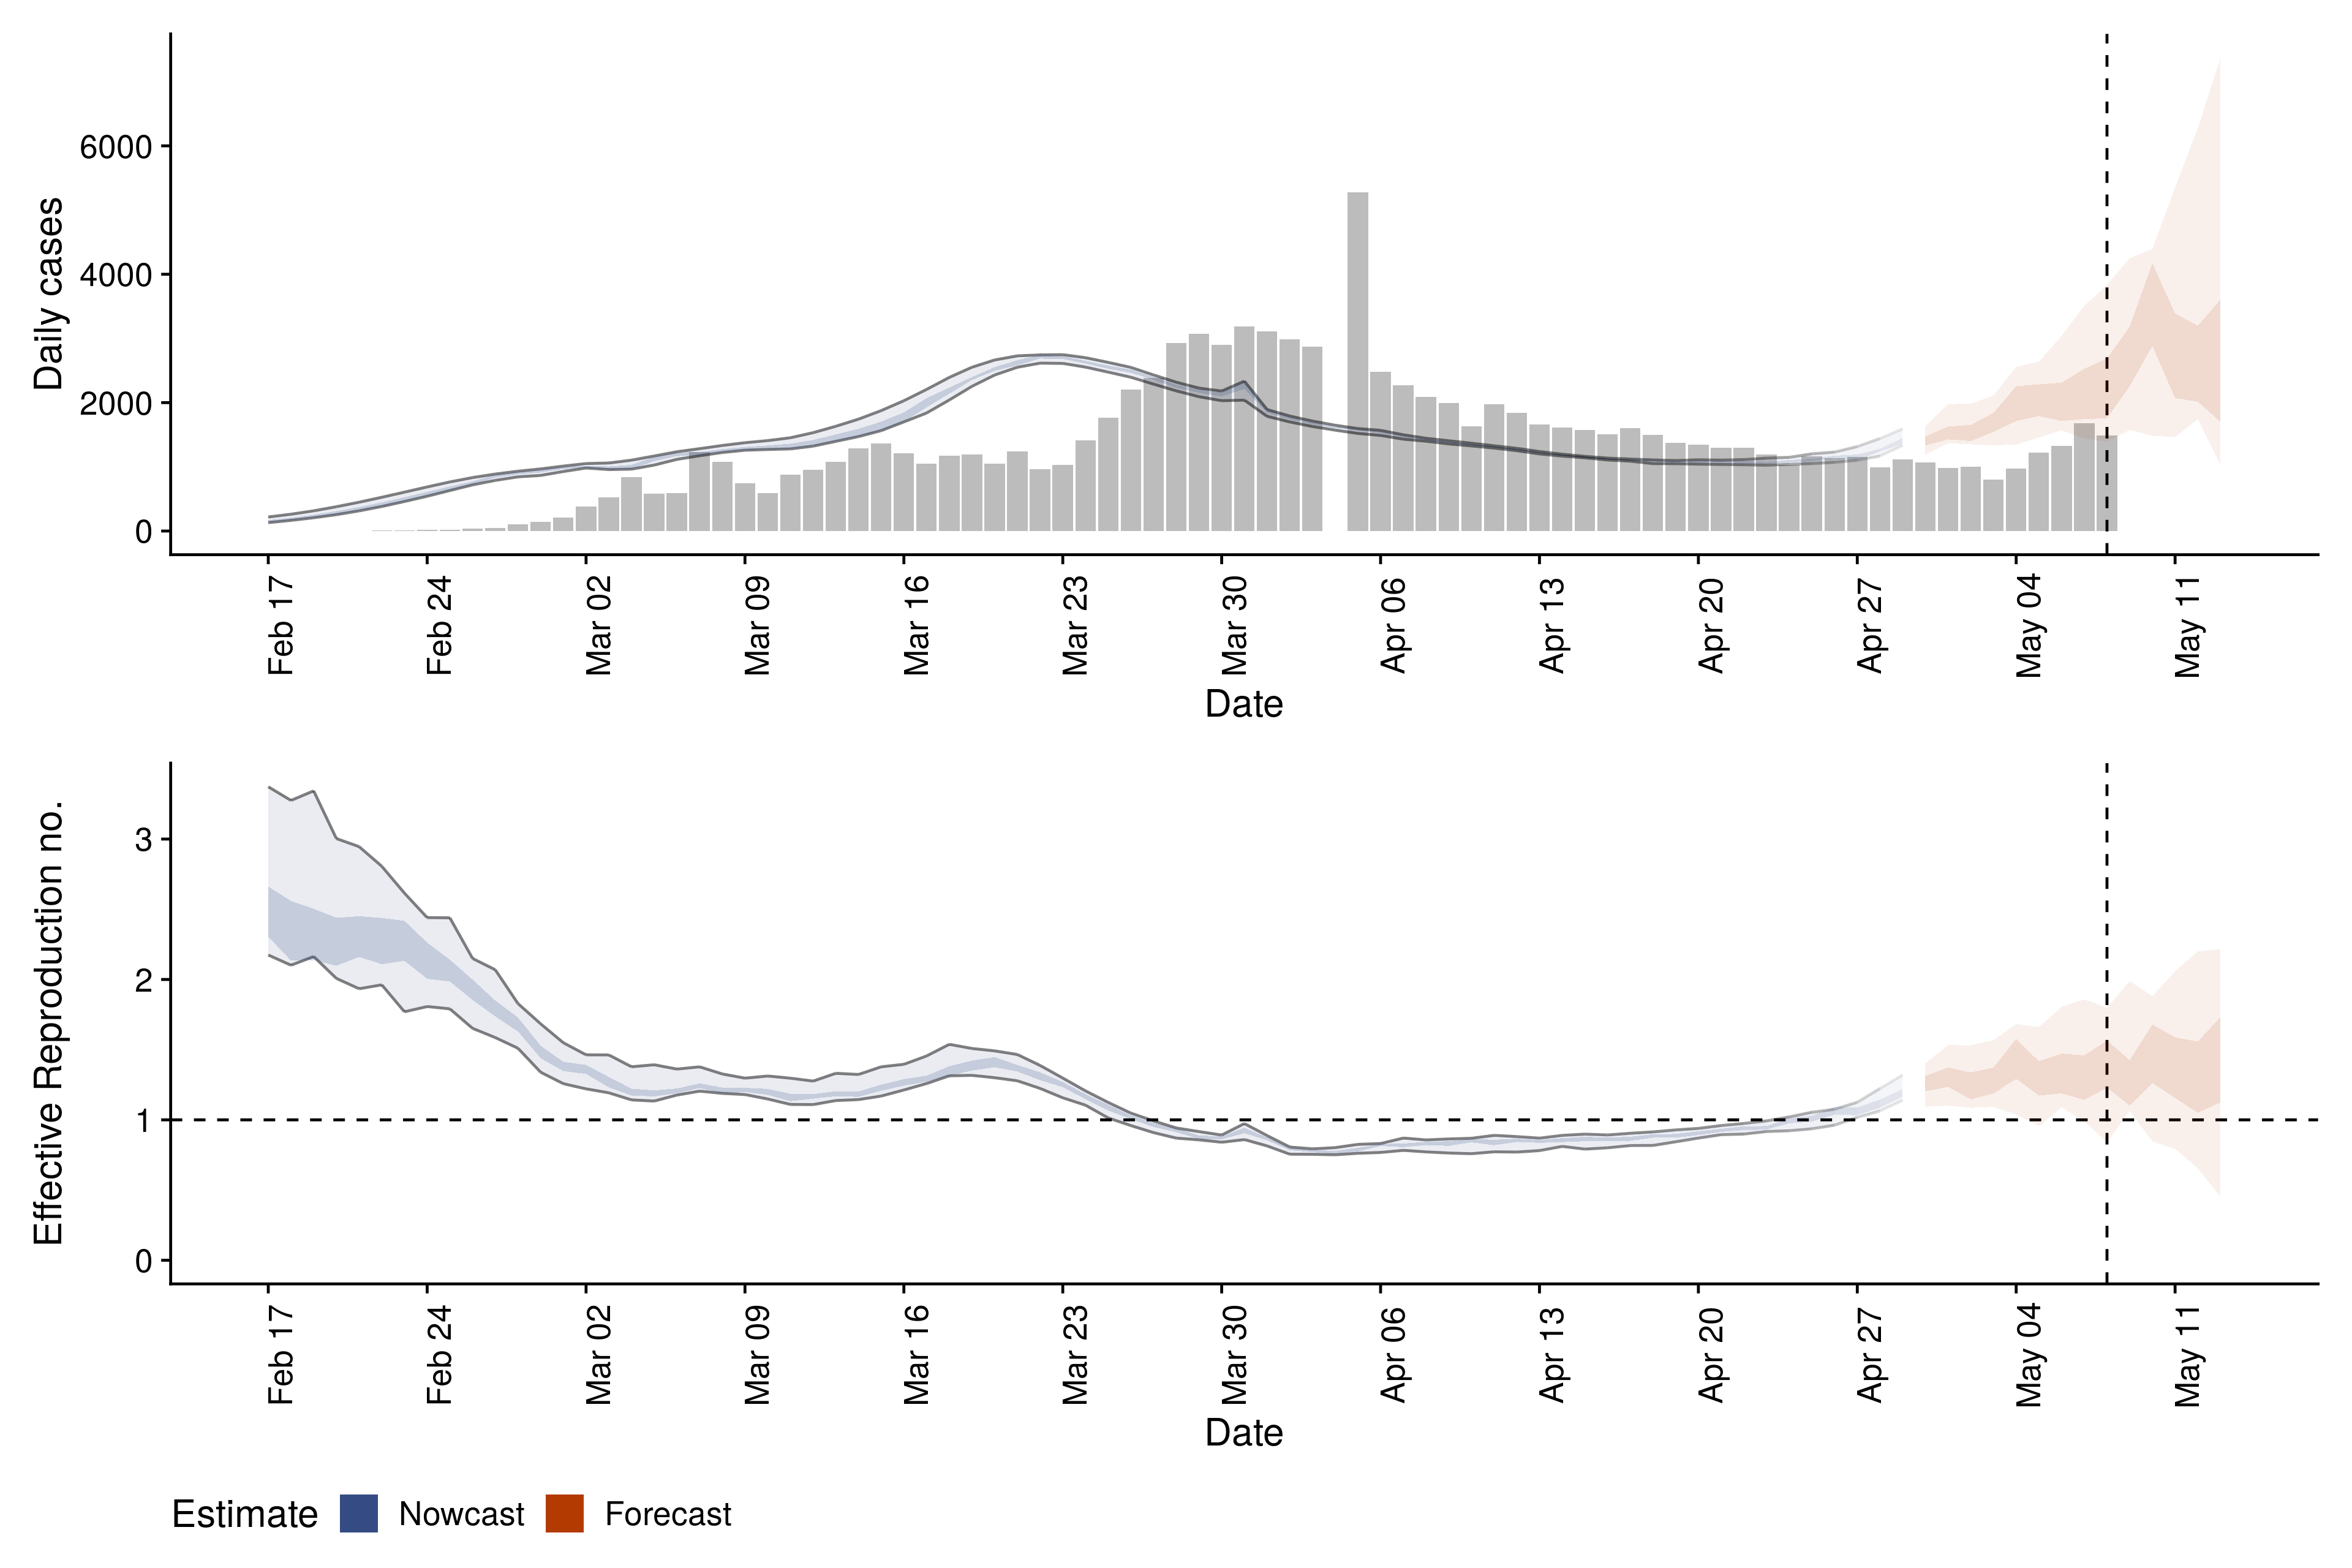 Daily cases
6000
4000
2000
0
Feb 17
Feb 24
Mar 02
Mar 09
Mar 16
Mar 23
Mar 30
Apr 06
Apr 13
Apr 20
Apr 27
May 04
May 11
Date
Effective Reproduction no.
3
2
1
0
Feb 17
Feb 24
Mar 02
Mar 09
Mar 16
Mar 23
Mar 30
Apr 06
Apr 13
Apr 20
Apr 27
May 04
May 11
Date
Estimate Nowcast Forecast